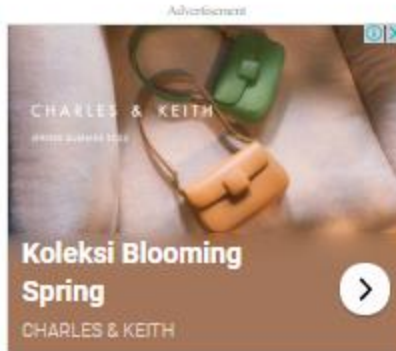 Advertisement
CHARLES & KEITH
Koleksi Blooming
Spring
CHARLES & KEITH